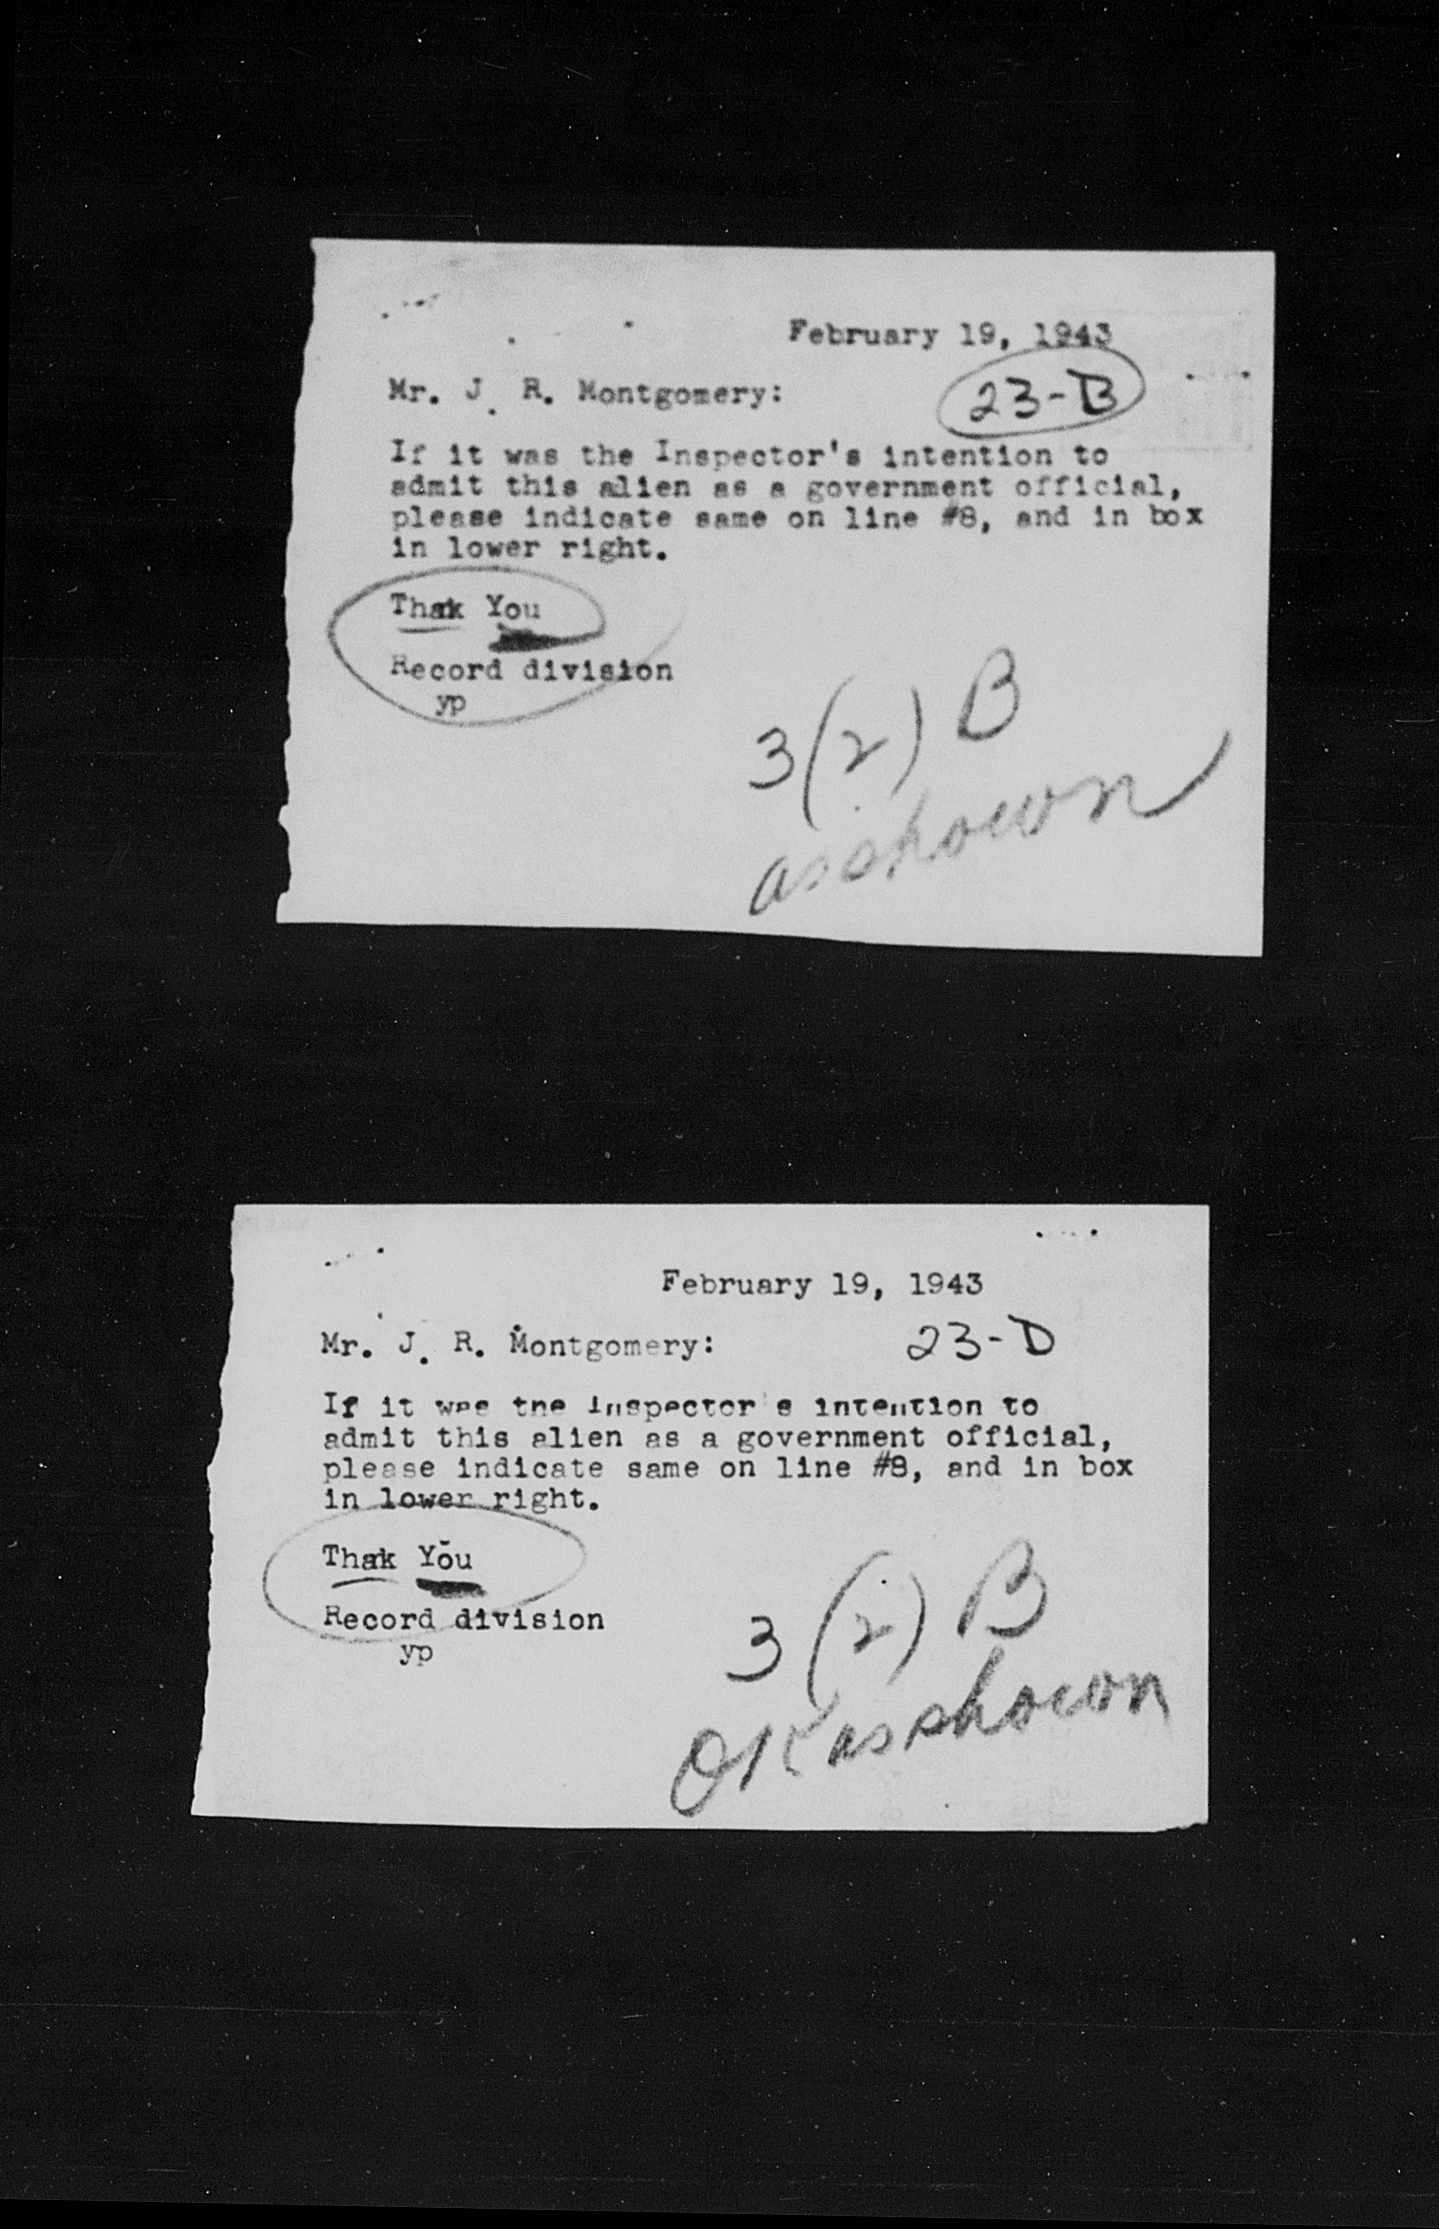 February 19, 1943
Mr. J. R. Montgomery:
23-B
If it was the Inspector's intention to
admit this alien as a government official,
please indicate same on line #8, and in box
in lower right.
Thak You
Record division
yp
3(2) B
as shown
February 19, 1943
Mr. J. R. Montgomery:
23-D
If it was the Inspector's intention to
admit this alien as a government official,
please indicate same on line #8, and in box
in lower right.
Thak You
Record division
yp
3 (2) B
OK as shown